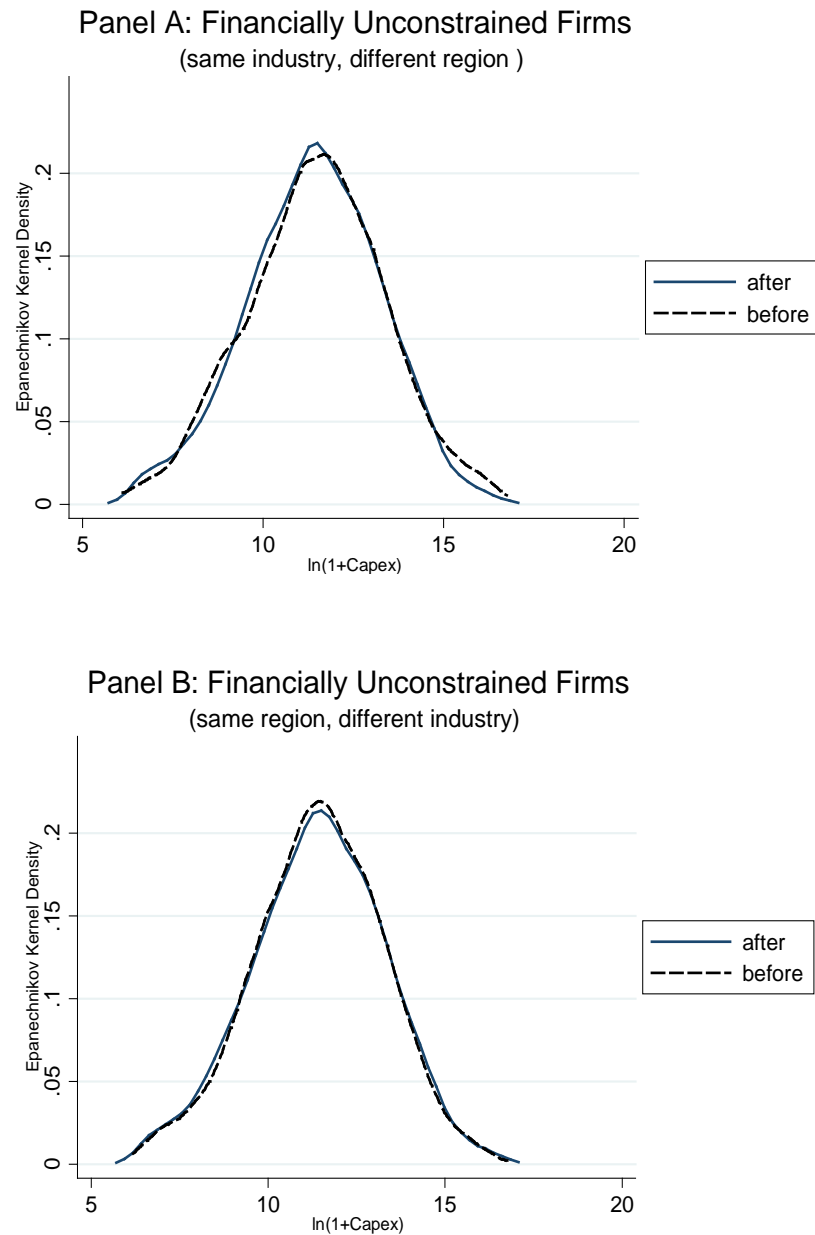 Panel A: Financially Unconstrained Firms
(same industry, different region )
Epanechnikov Kernel Density
.2
.15
.1
.05
0
5 10 15 20
ln(1+Capex)
after
before
Panel B: Financially Unconstrained Firms
(same region, different industry)
Epanechnikov Kernel Density
.2
.15
.1
.05
0
5 10 15 20
ln(1+Capex)
after
before